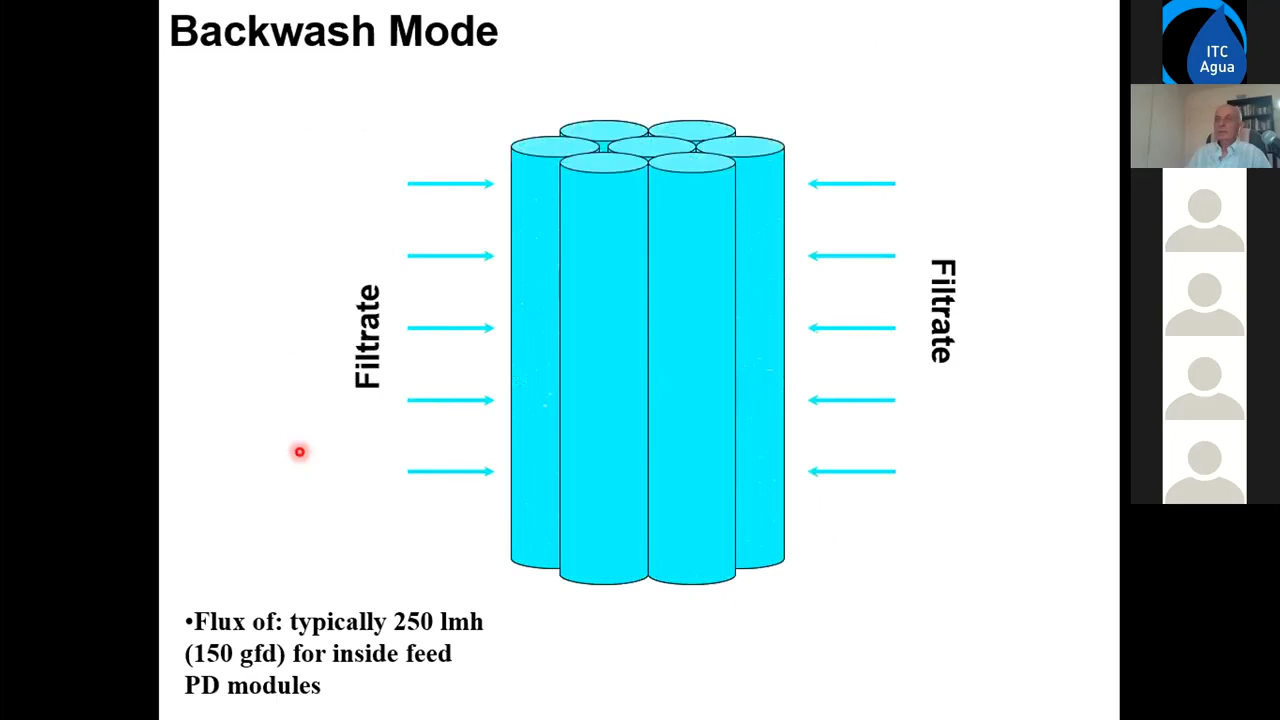 Backwash Mode
ITC
Agua
Filtrate
Filtrate
•Flux of: typically 250 lmh
(150 gfd) for inside feed
PD modules